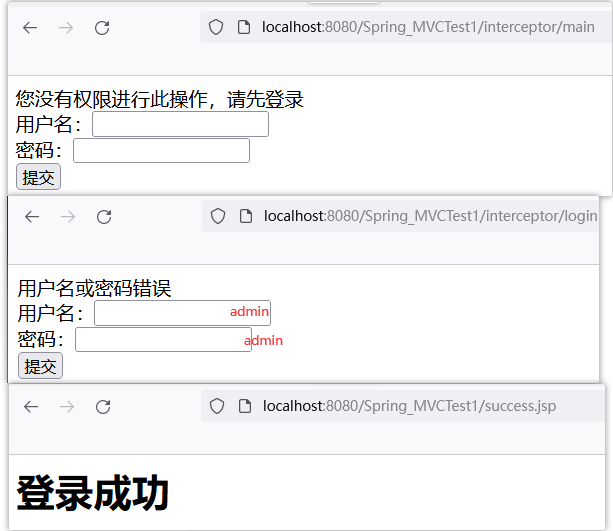 localhost:8080/Spring_MVCTest1/interceptor/main
您没有权限进行此操作，请先登录
用户名：
密码：
提交
localhost:8080/Spring_MVCTest1/interceptor/login
用户名或密码错误
用户名： admin
密码： admin
提交
localhost:8080/Spring_MVCTest1/success.jsp
登录成功